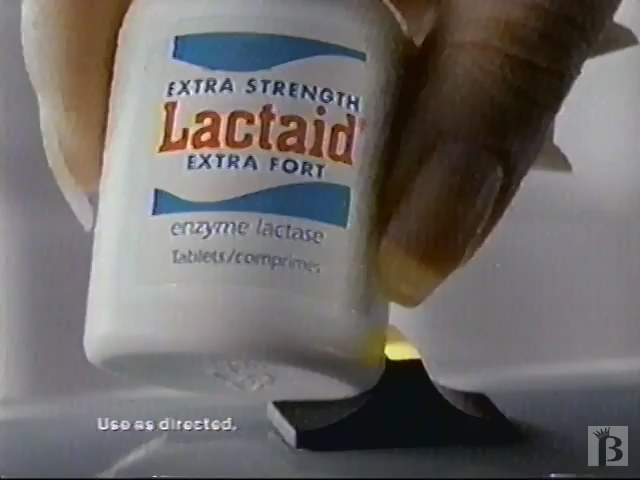 EXTRA STRENGTH
Lactaid
EXTRA FORT
enzyme lactase
Tablets/comprimés
Use as directed.
B